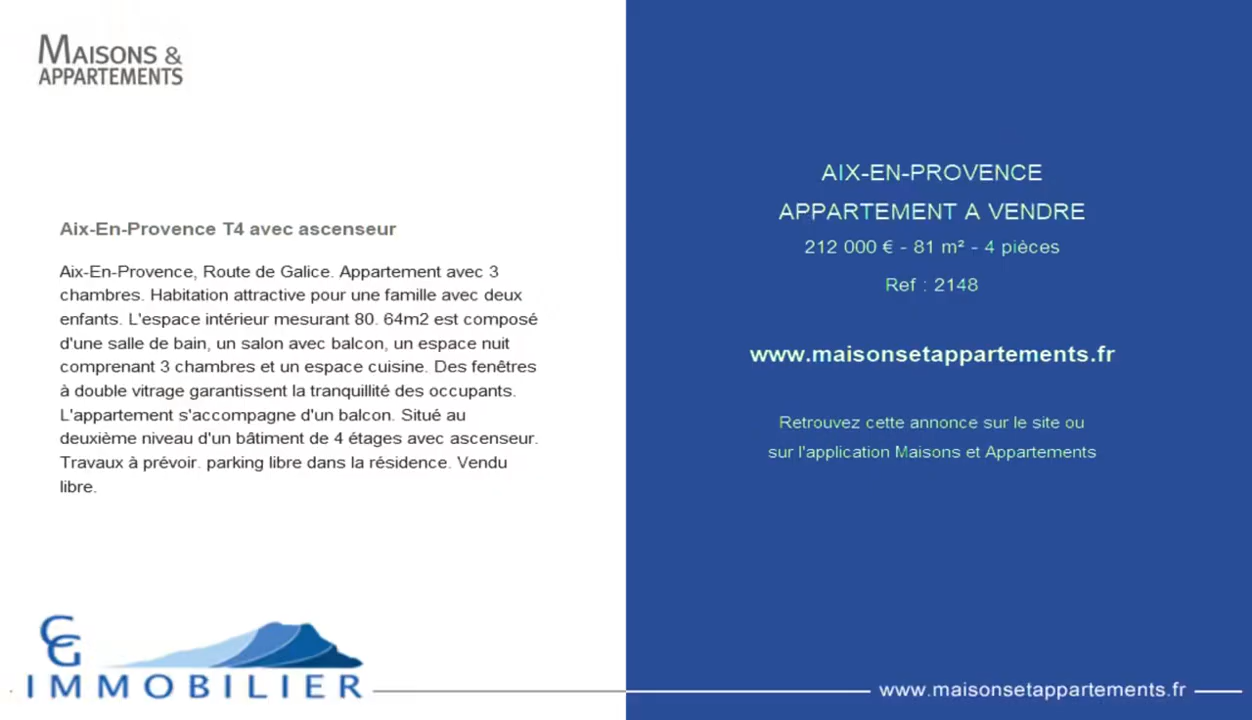 MAISONS &
APPARTEMENTS
Aix-En-Provence T4 avec ascenseur
Aix-En-Provence, Route de Galice. Appartement avec 3
chambres. Habitation attractive pour une famille avec deux
enfants. L'espace intérieur mesurant 80. 64m2 est composé
d'une salle de bain, un salon avec balcon, un espace nuit
comprenant 3 chambres et un espace cuisine. Des fenêtres
à double vitrage garantissent la tranquillité des occupants.
L'appartement s'accompagne d'un balcon. Situé au
deuxième niveau d'un bâtiment de 4 étages avec ascenseur.
Travaux à prévoir. parking libre dans la résidence. Vendu
libre.
CG
IMMOBILIER
AIX-EN-PROVENCE
APPARTEMENT A VENDRE
212 000 € - 81 m² - 4 pièces
Ref : 2148
www.maisonsetappartements.fr
Retrouvez cette annonce sur le site ou
sur l'application Maisons et Appartements
www.maisonsetappartements.fr